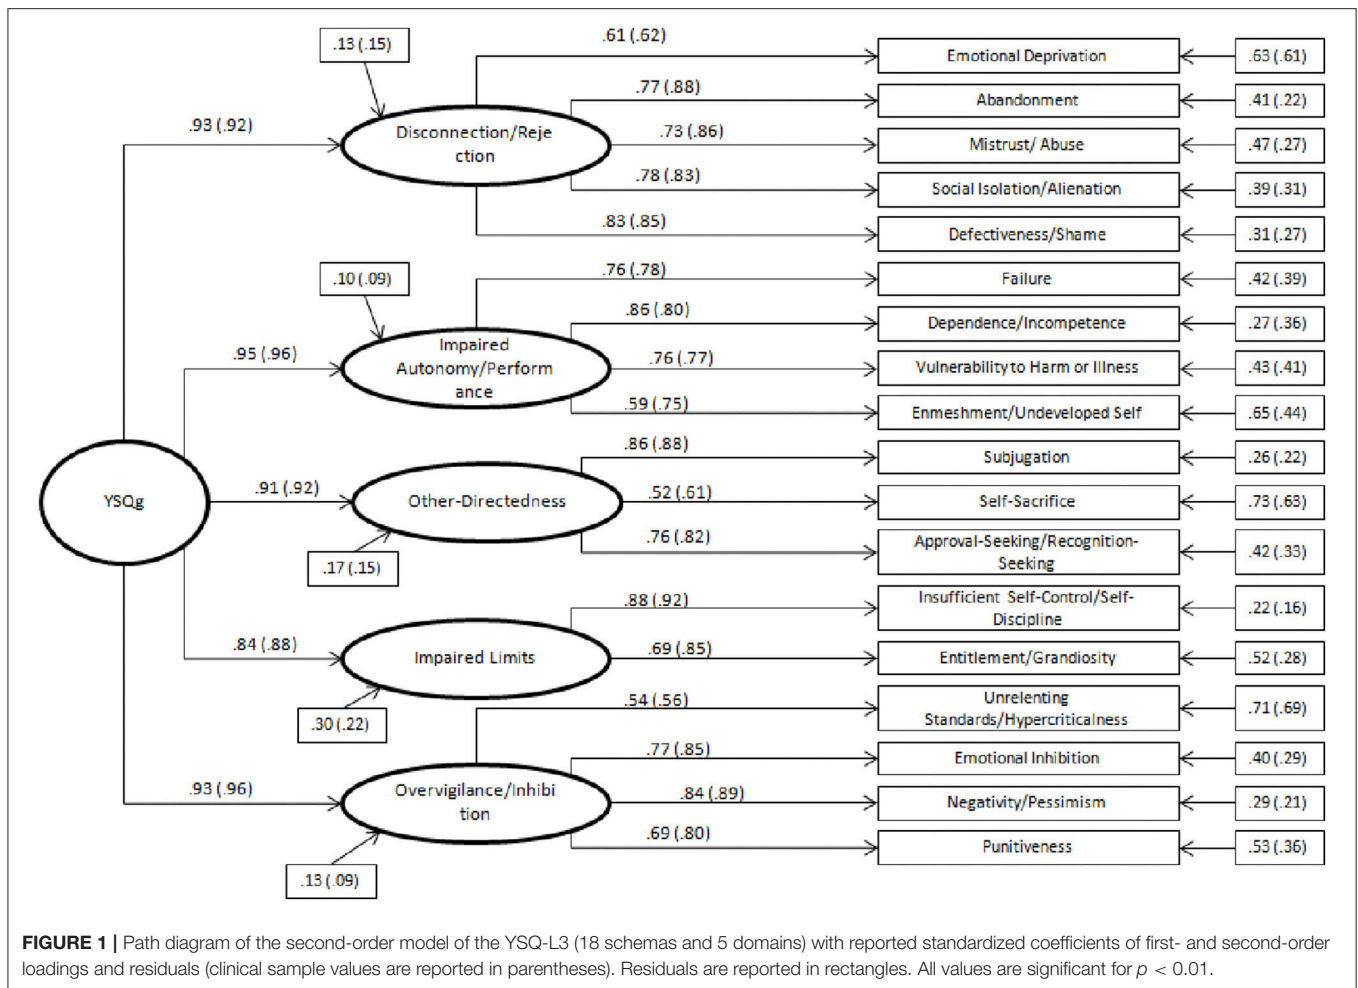 .13 (.15)
.61 (.62)
Emotional Deprivation
.63 (.61)
.77 (.88)
Abandonment
.41 (.22)
.93 (.92)
Disconnection/Reje
ction
.73 (.86)
Mistrust/ Abuse
.47 (.27)
.78 (.83)
Social Isolation/Alienation
.39 (.31)
.83 (.85)
Defectiveness/Shame
.31 (.27)
.10 (.09)
.76 (.78)
Failure
.42 (.39)
.86 (.80)
Dependence/Incompetence
.27 (.36)
.95 (.96)
Impaired
Autonomy/Perform
ance
.76 (.77)
Vulnerability to Harm or Illness
.43 (.41)
.59 (.75)
Enmeshment/Undeveloped Self
.65 (.44)
.86 (.88)
Subjugation
.26 (.22)
YSQg
.91 (.92)
Other-Directedness
.52 (.61)
Self-Sacrifice
.73 (.63)
.17 (.15)
.76 (.82)
Approval-Seeking/Recognition-
Seeking
.42 (.33)
.88 (.92)
Insufficient Self-Control/Self-
Discipline
.22 (.16)
.84 (.88)
Impaired Limits
.69 (.85)
Entitlement/Grandiosity
.52 (.28)
.30 (.22)
.54 (.56)
Unrelenting
Standards/Hypercriticalness
.71 (.69)
.77 (.85)
Emotional Inhibition
.40 (.29)
.93 (.96)
Overvigilance/Inhibi
tion
.84 (.89)
Negativity/Pessimism
.29 (.21)
.69 (.80)
Punitiveness
.53 (.36)
.13 (.09)
FIGURE 1 | Path diagram of the second-order model of the YSQ-L3 (18 schemas and 5 domains) with reported standardized coefficients of first- and second-order
loadings and residuals (clinical sample values are reported in parentheses). Residuals are reported in rectangles. All values are significant for p < 0.01.